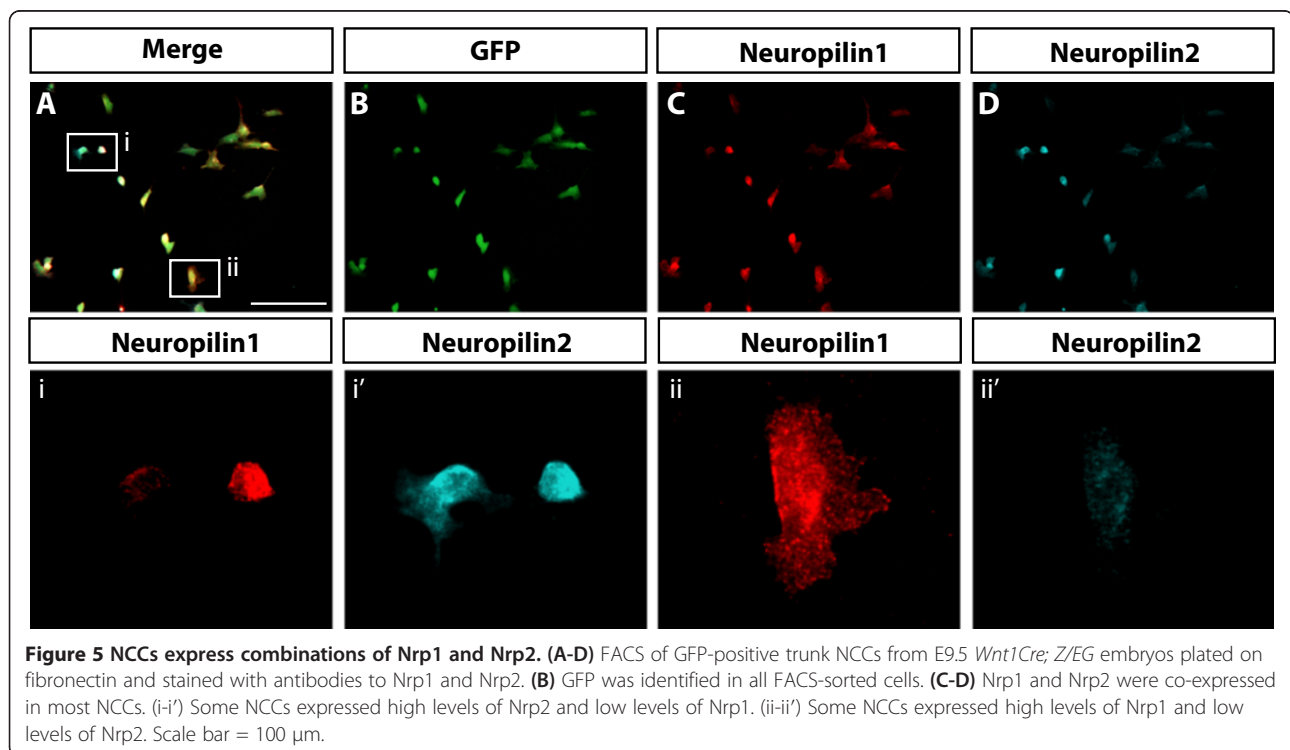 Merge GFP Neuropilin1 Neuropilin2
A i ii B C D
Neuropilin1 Neuropilin2 Neuropilin1 Neuropilin2
i i′ ii ii′
Figure 5 NCCs express combinations of Nrp1 and Nrp2. (A-D) FACS of GFP-positive trunk NCCs from E9.5 Wnt1Cre; Z/EG embryos plated on
fibronectin and stained with antibodies to Nrp1 and Nrp2. (B) GFP was identified in all FACS-sorted cells. (C-D) Nrp1 and Nrp2 were co-expressed
in most NCCs. (i-i′) Some NCCs expressed high levels of Nrp2 and low levels of Nrp1. (ii-ii′) Some NCCs expressed high levels of Nrp1 and low
levels of Nrp2. Scale bar = 100 μm.